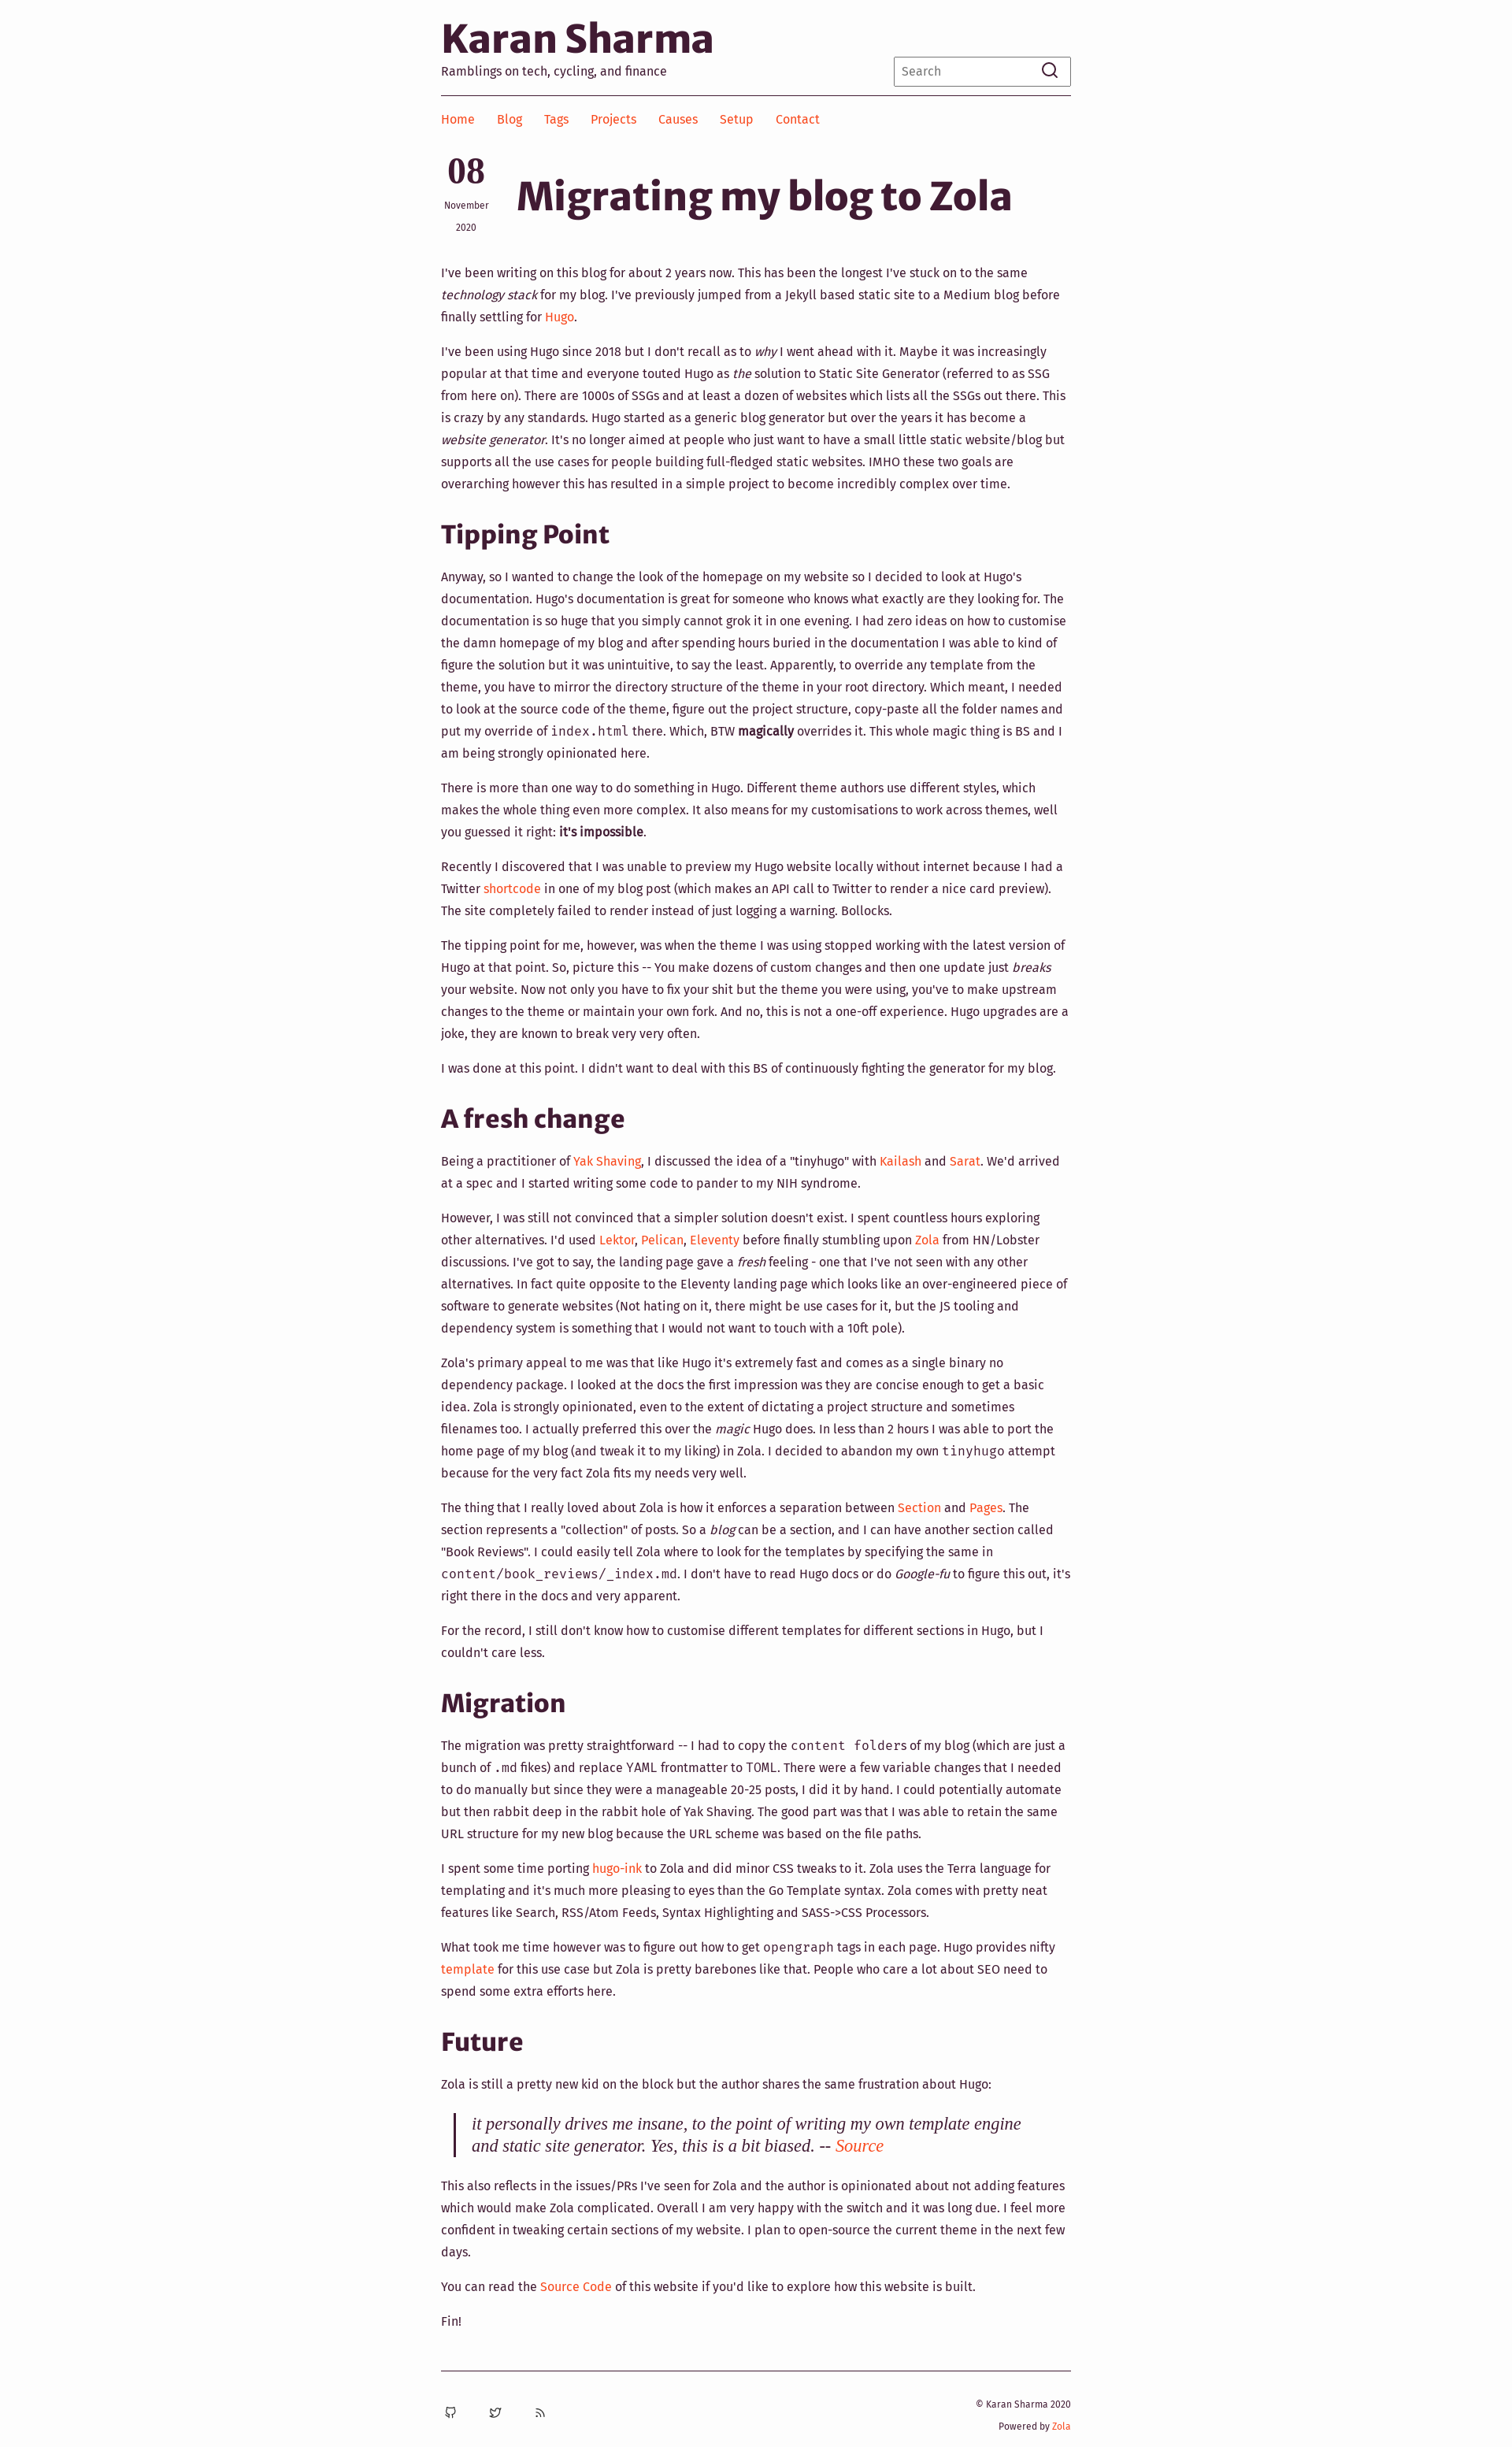 Karan Sharma
Ramblings on tech, cycling, and finance
Search
Home Blog Tags Projects Causes Setup Contact
08
November
2020
Migrating my blog to Zola
I've been writing on this blog for about 2 years now. This has been the longest I've stuck on to the same
technology stack for my blog. I've previously jumped from a Jekyll based static site to a Medium blog before
finally settling for Hugo.
I've been using Hugo since 2018 but I don't recall as to why I went ahead with it. Maybe it was increasingly
popular at that time and everyone touted Hugo as the solution to Static Site Generator (referred to as SSG
from here on). There are 1000s of SSGs and at least a dozen of websites which lists all the SSGs out there. This
is crazy by any standards. Hugo started as a generic blog generator but over the years it has become a
website generator. It's no longer aimed at people who just want to have a small little static website/blog but
supports all the use cases for people building full-fledged static websites. IMHO these two goals are
overarching however this has resulted in a simple project to become incredibly complex over time.
Tipping Point
Anyway, so I wanted to change the look of the homepage on my website so I decided to look at Hugo's
documentation. Hugo's documentation is great for someone who knows what exactly are they looking for. The
documentation is so huge that you simply cannot grok it in one evening. I had zero ideas on how to customise
the damn homepage of my blog and after spending hours buried in the documentation I was able to kind of
figure the solution but it was unintuitive, to say the least. Apparently, to override any template from the
theme, you have to mirror the directory structure of the theme in your root directory. Which meant, I needed
to look at the source code of the theme, figure out the project structure, copy-paste all the folder names and
put my override of index.html there. Which, BTW magically overrides it. This whole magic thing is BS and I
am being strongly opinionated here.
There is more than one way to do something in Hugo. Different theme authors use different styles, which
makes the whole thing even more complex. It also means for my customisations to work across themes, well
you guessed it right: it's impossible.
Recently I discovered that I was unable to preview my Hugo website locally without internet because I had a
Twitter shortcode in one of my blog post (which makes an API call to Twitter to render a nice card preview).
The site completely failed to render instead of just logging a warning. Bollocks.
The tipping point for me, however, was when the theme I was using stopped working with the latest version of
Hugo at that point. So, picture this -- You make dozens of custom changes and then one update just breaks
your website. Now not only you have to fix your shit but the theme you were using, you've to make upstream
changes to the theme or maintain your own fork. And no, this is not a one-off experience. Hugo upgrades are a
joke, they are known to break very very often.
I was done at this point. I didn't want to deal with this BS of continuously fighting the generator for my blog.
A fresh change
Being a practitioner of Yak Shaving, I discussed the idea of a "tinyhugo" with Kailash and Sarat. We'd arrived
at a spec and I started writing some code to pander to my NIH syndrome.
However, I was still not convinced that a simpler solution doesn't exist. I spent countless hours exploring
other alternatives. I'd used Lektor, Pelican, Eleventy before finally stumbling upon Zola from HN/Lobster
discussions. I've got to say, the landing page gave a fresh feeling - one that I've not seen with any other
alternatives. In fact quite opposite to the Eleventy landing page which looks like an over-engineered piece of
software to generate websites (Not hating on it, there might be use cases for it, but the JS tooling and
dependency system is something that I would not want to touch with a 10ft pole).
Zola's primary appeal to me was that like Hugo it's extremely fast and comes as a single binary no
dependency package. I looked at the docs the first impression was they are concise enough to get a basic
idea. Zola is strongly opinionated, even to the extent of dictating a project structure and sometimes
filenames too. I actually preferred this over the magic Hugo does. In less than 2 hours I was able to port the
home page of my blog (and tweak it to my liking) in Zola. I decided to abandon my own tinyhugo attempt
because for the very fact Zola fits my needs very well.
The thing that I really loved about Zola is how it enforces a separation between Section and Pages. The
section represents a "collection" of posts. So a blog can be a section, and I can have another section called
"Book Reviews". I could easily tell Zola where to look for the templates by specifying the same in
content/book_reviews/_index.md. I don't have to read Hugo docs or do Google-fu to figure this out, it's
right there in the docs and very apparent.
For the record, I still don't know how to customise different templates for different sections in Hugo, but I
couldn't care less.
Migration
The migration was pretty straightforward -- I had to copy the content folders of my blog (which are just a
bunch of .md fikes) and replace YAML frontmatter to TOML. There were a few variable changes that I needed
to do manually but since they were a manageable 20-25 posts, I did it by hand. I could potentially automate
but then rabbit deep in the rabbit hole of Yak Shaving. The good part was that I was able to retain the same
URL structure for my new blog because the URL scheme was based on the file paths.
I spent some time porting hugo-ink to Zola and did minor CSS tweaks to it. Zola uses the Terra language for
templating and it's much more pleasing to eyes than the Go Template syntax. Zola comes with pretty neat
features like Search, RSS/Atom Feeds, Syntax Highlighting and SASS->CSS Processors.
What took me time however was to figure out how to get opengraph tags in each page. Hugo provides nifty
template for this use case but Zola is pretty barebones like that. People who care a lot about SEO need to
spend some extra efforts here.
Future
Zola is still a pretty new kid on the block but the author shares the same frustration about Hugo:
it personally drives me insane, to the point of writing my own template engine
and static site generator. Yes, this is a bit biased. -- Source
This also reflects in the issues/PRs I've seen for Zola and the author is opinionated about not adding features
which would make Zola complicated. Overall I am very happy with the switch and it was long due. I feel more
confident in tweaking certain sections of my website. I plan to open-source the current theme in the next few
days.
You can read the Source Code of this website if you'd like to explore how this website is built.
Fin!
© Karan Sharma 2020
Powered by Zola